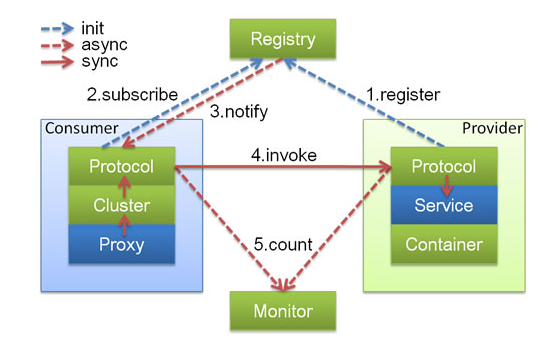 init
async
sync
Registry
2.subscribe
3.notify
1.register
Consumer
Provider
Protocol
4.invoke
Protocol
Cluster
Service
Proxy
5.count
Container
Monitor